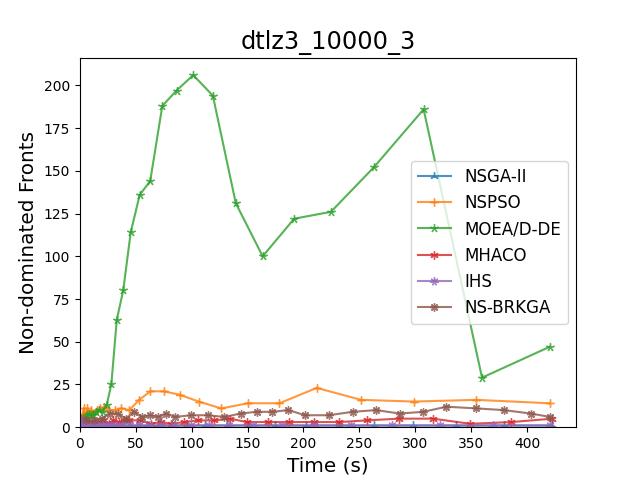 dtlz3_10000_3
Non-dominated Fronts
200
175
150
125
100
75
50
25
0
0 50 100 150 200 250 300 350 400
Time (s)
NSGA-II
NSPSO
MOEA/D-DE
MHACO
IHS
NS-BRKGA